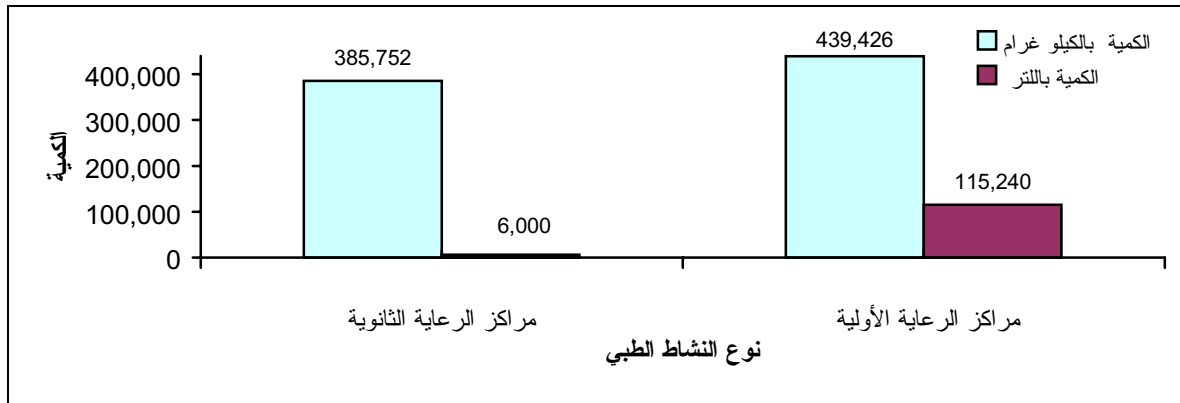 الكمية بالكيلو غرام
الكمية باللتر
439,426
385,752
115,240
6,000
400,000
300,000
200,000
100,000
0
الكمية
مراكز الرعاية الأولية
مراكز الرعاية الثانوية
نوع النشاط الطبي